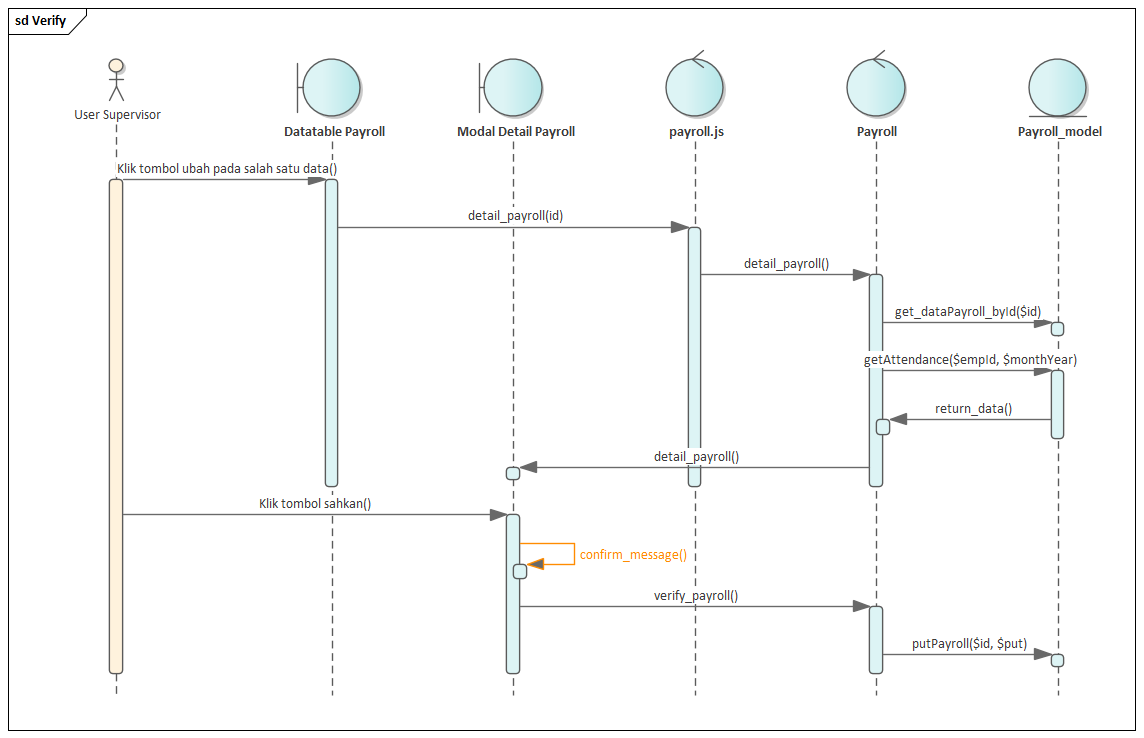 sd Verify
User Supervisor
Datatable Payroll
Modal Detail Payroll
payroll.js
Payroll
Payroll_model
Klik tombol ubah pada salah satu data()
detail_payroll(id)
detail_payroll()
get_dataPayroll_byId($id)
getAttendance($empId, $monthYear)
return_data()
detail_payroll()
Klik tombol sahkan()
confirm_message()
verify_payroll()
putPayroll($id, $put)